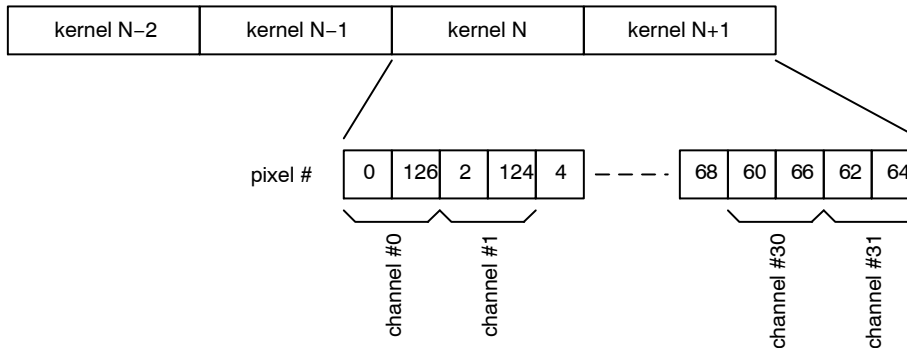 kernel N−2 kernel N−1 kernel N kernel N+1
pixel # 0 126 2 124 4 68 60 66 62 64
channel #0
channel #1
channel #30
channel #31